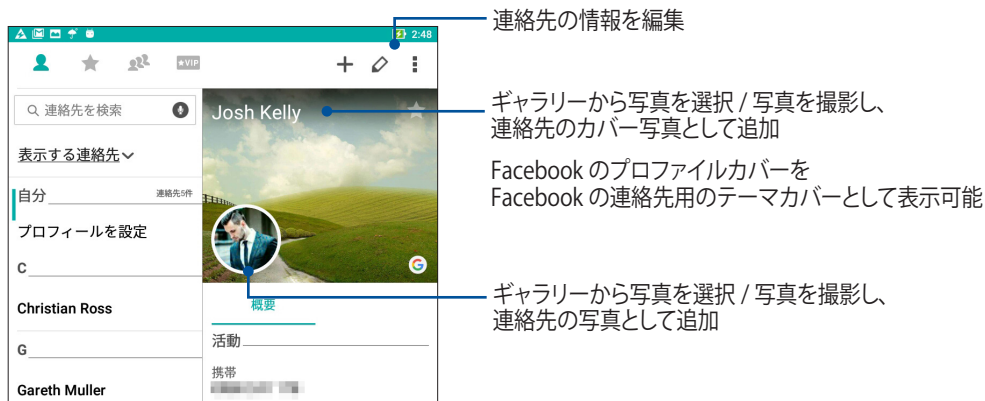 2:48
★VIP
連絡先を検索
表示する連絡先
自分
連絡先5件
プロフィールを設定
C
Christian Ross
G
Gareth Muller
Josh Kelly
G
概要
活動
携帯
連絡先の情報を編集
ギャラリーから写真を選択 / 写真を撮影し、
連絡先のカバー写真として追加
Facebook のプロファイルカバーを
Facebook の連絡先用のテーマカバーとして表示可能
ギャラリーから写真を選択 / 写真を撮影し、
連絡先の写真として追加